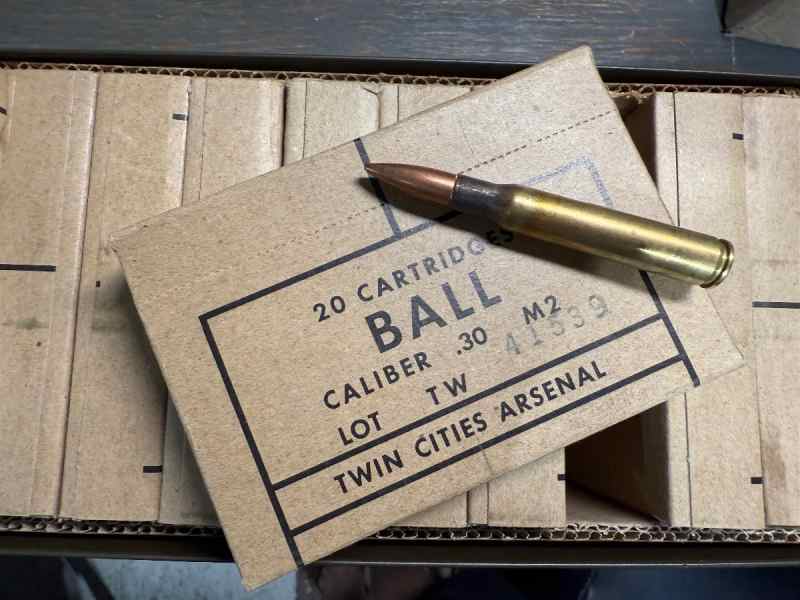 20 CARTRIDGES
BALL
CALIBER .30 M2
LOT TW 41539
TWIN CITIES ARSENAL